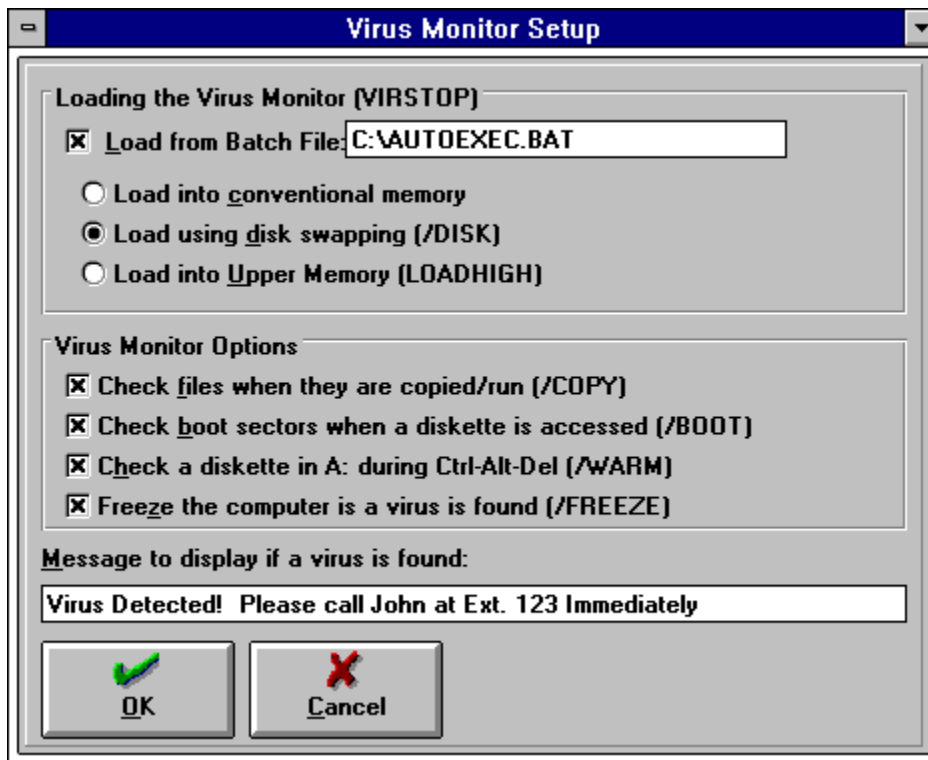 Virus Monitor Setup
Loading the Virus Monitor (VIRSTOP)
Load from Batch File: C:\AUTOEXEC.BAT
Load into conventional memory
Load using disk swapping (/DISK)
Load into Upper Memory (LOADHIGH)
Virus Monitor Options
Check files when they are copied/run (/COPY)
Check boot sectors when a diskette is accessed (/BOOT)
Check a diskette in A: during Ctrl-Alt-Del (/WARM)
Freeze the computer is a virus is found (/FREEZE)
Message to display if a virus is found:
Virus Detected!  Please call John at Ext. 123 Immediately
OK Cancel